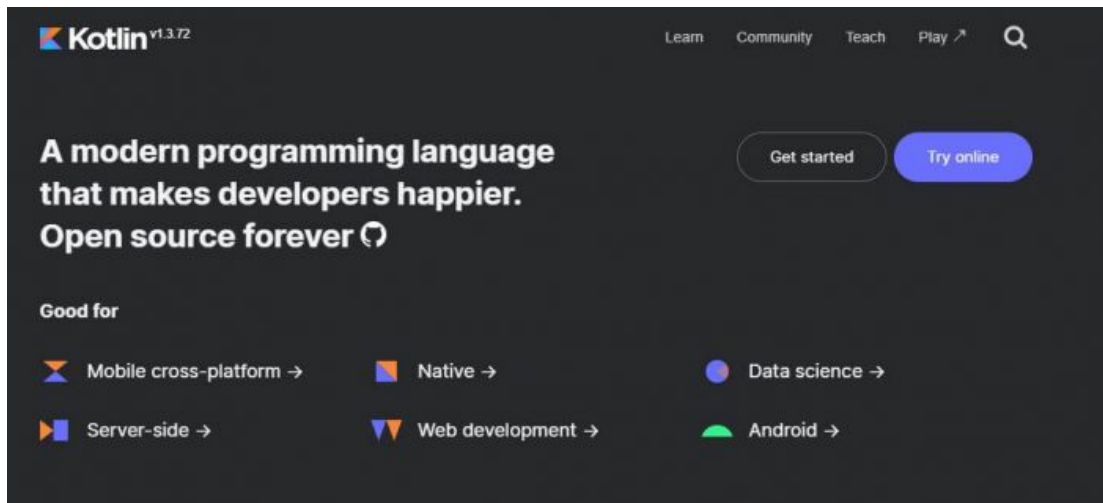 Kotlin v1.3.72
Learn Community Teach Play ↗
A modern programming language
that makes developers happier.
Open source forever
Get started Try online
Good for
Mobile cross-platform → Native → Data science →
Server-side → Web development → Android →